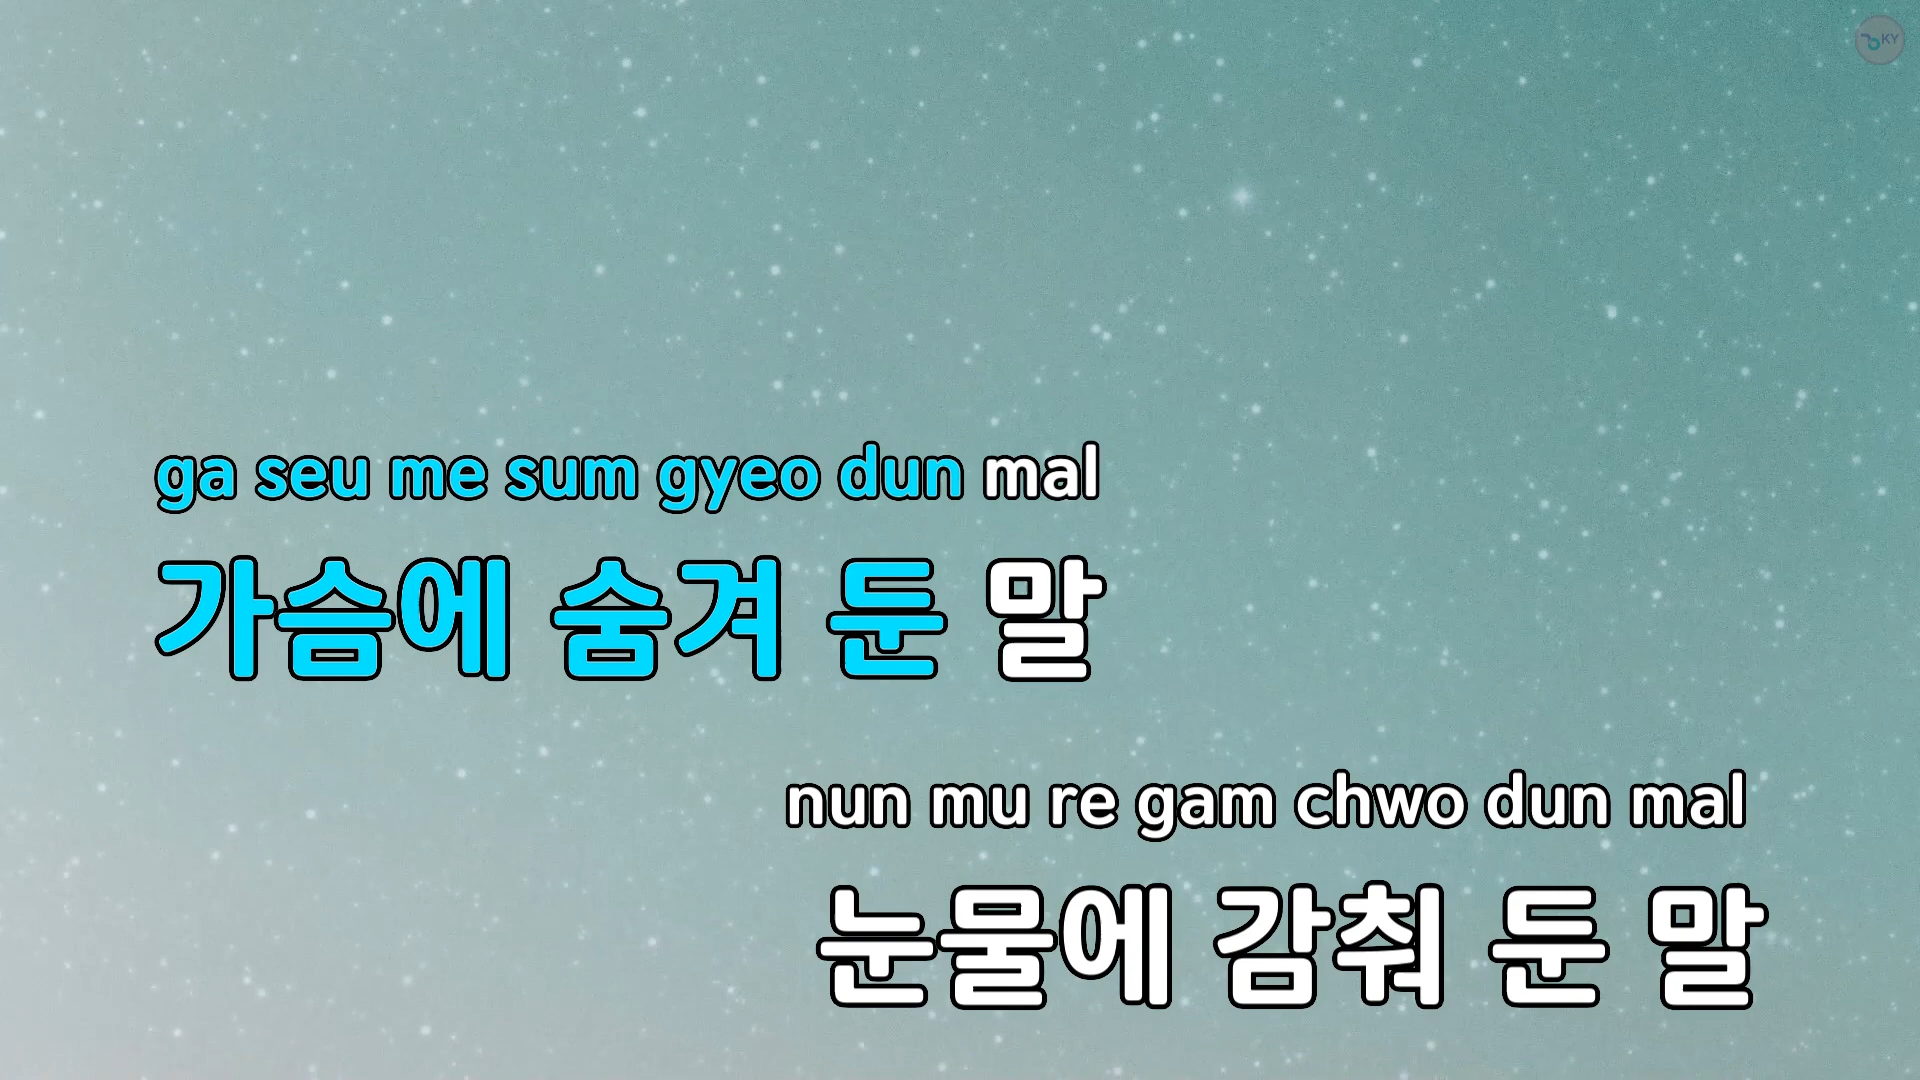 KY
ga seu me sum gyeo dun mal
가슴에 숨겨 둔 말
nun mu re gam chwo dun mal
눈물에 감춰 둔 말